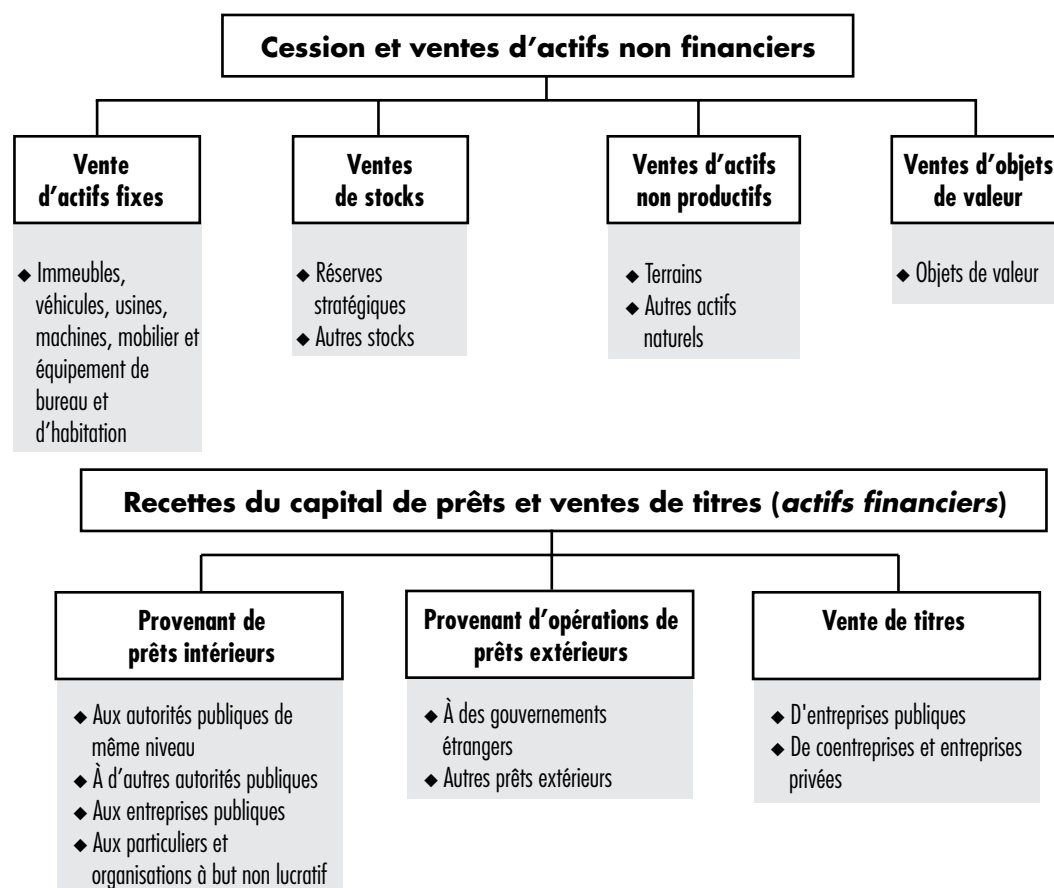 Cession et ventes d’actifs non financiers
Vente
d’actifs fixes
◆ Immeubles,
véhicules, usines,
machines, mobilier et
équipement de
bureau et
d’habitation
Ventes
de stocks
◆ Réserves
stratégiques
◆ Autres stocks
Ventes d’actifs
non productifs
◆ Terrains
◆ Autres actifs
naturels
Ventes d’objets
de valeur
◆ Objets de valeur
Recettes du capital de prêts et ventes de titres (actifs financiers)
Provenant de
prêts intérieurs
◆ Aux autorités publiques de
même niveau
◆ À d’autres autorités publiques
◆ Aux entreprises publiques
◆ Aux particuliers et
organisations à but non lucratif
Provenant d’opérations de
prêts extérieurs
◆ À des gouvernements
étrangers
◆ Autres prêts extérieurs
Vente de titres
◆ D'entreprises publiques
◆ De coentreprises et entreprises
privées